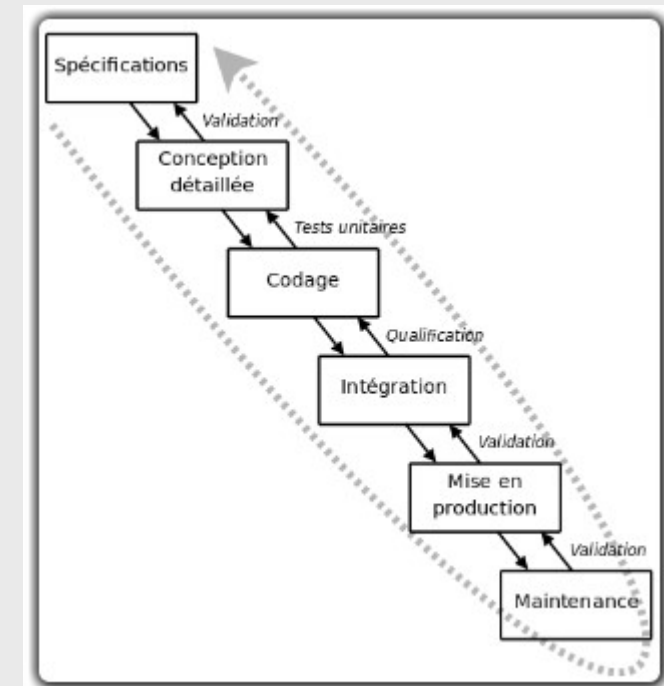 Spécifications
Validation
Conception
détaillée
Tests unitaires
Codage
Qualification
Intégration
Validation
Mise en
production
Validation
Maintenance